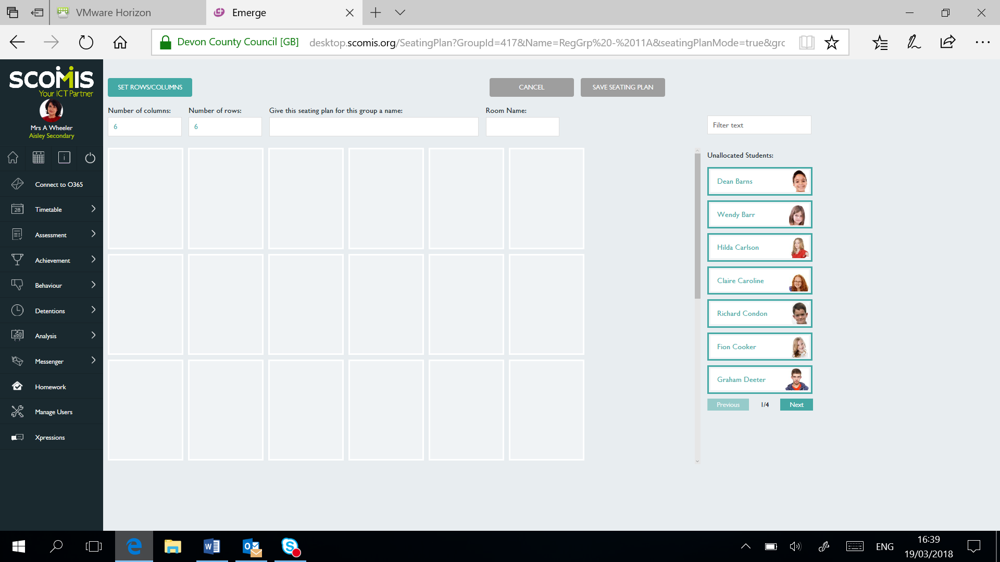 VMware Horizon
Emerge
Devon County Council [GB]
desktop.scomis.org/SeatingPlan?GroupId=417&Name=RegGrp%20-%2011A&seatingPlanMode=true&grc
SCOMIS
Your ICT Partner
Mrs A Wheeler
Aisley Secondary
Connect to O365
28
Timetable
Assessment
Achievement
Behaviour
Detentions
Analysis
Messenger
Homework
Manage Users
Xpressions
SET ROWS/COLUMNS
CANCEL
SAVE SEATING PLAN
Number of columns:
Number of rows:
Give this seating plan for this group a name:
Room Name:
6
6
Filter text
Unallocated Students:
Dean Barns
Wendy Barr
Hilda Carlson
Claire Caroline
Richard Condon
Fion Cooker
Graham Deeter
Previous
1/4
Next
ENG
16:39
19/03/2018